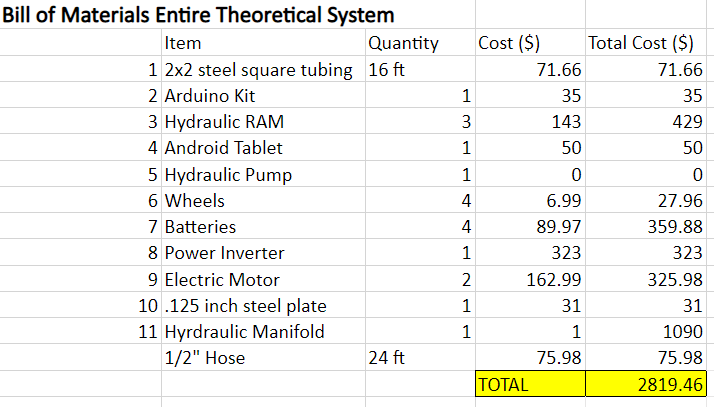 Bill of Materials Entire Theoretical System
Item Quantity Cost ($) Total Cost ($)
1 2x2 steel square tubing 16 ft 71.66 71.66
2 Arduino Kit 1 35 35
3 Hydraulic RAM 3 143 429
4 Android Tablet 1 50 50
5 Hydraulic Pump 1 0 0
6 Wheels 4 6.99 27.96
7 Batteries 4 89.97 359.88
8 Power Inverter 1 323 323
9 Electric Motor 2 162.99 325.98
10 .125 inch steel plate 1 31 31
11 Hyrdraulic Manifold 1 1 1090
1/2" Hose 24 ft 75.98 75.98
TOTAL 2819.46